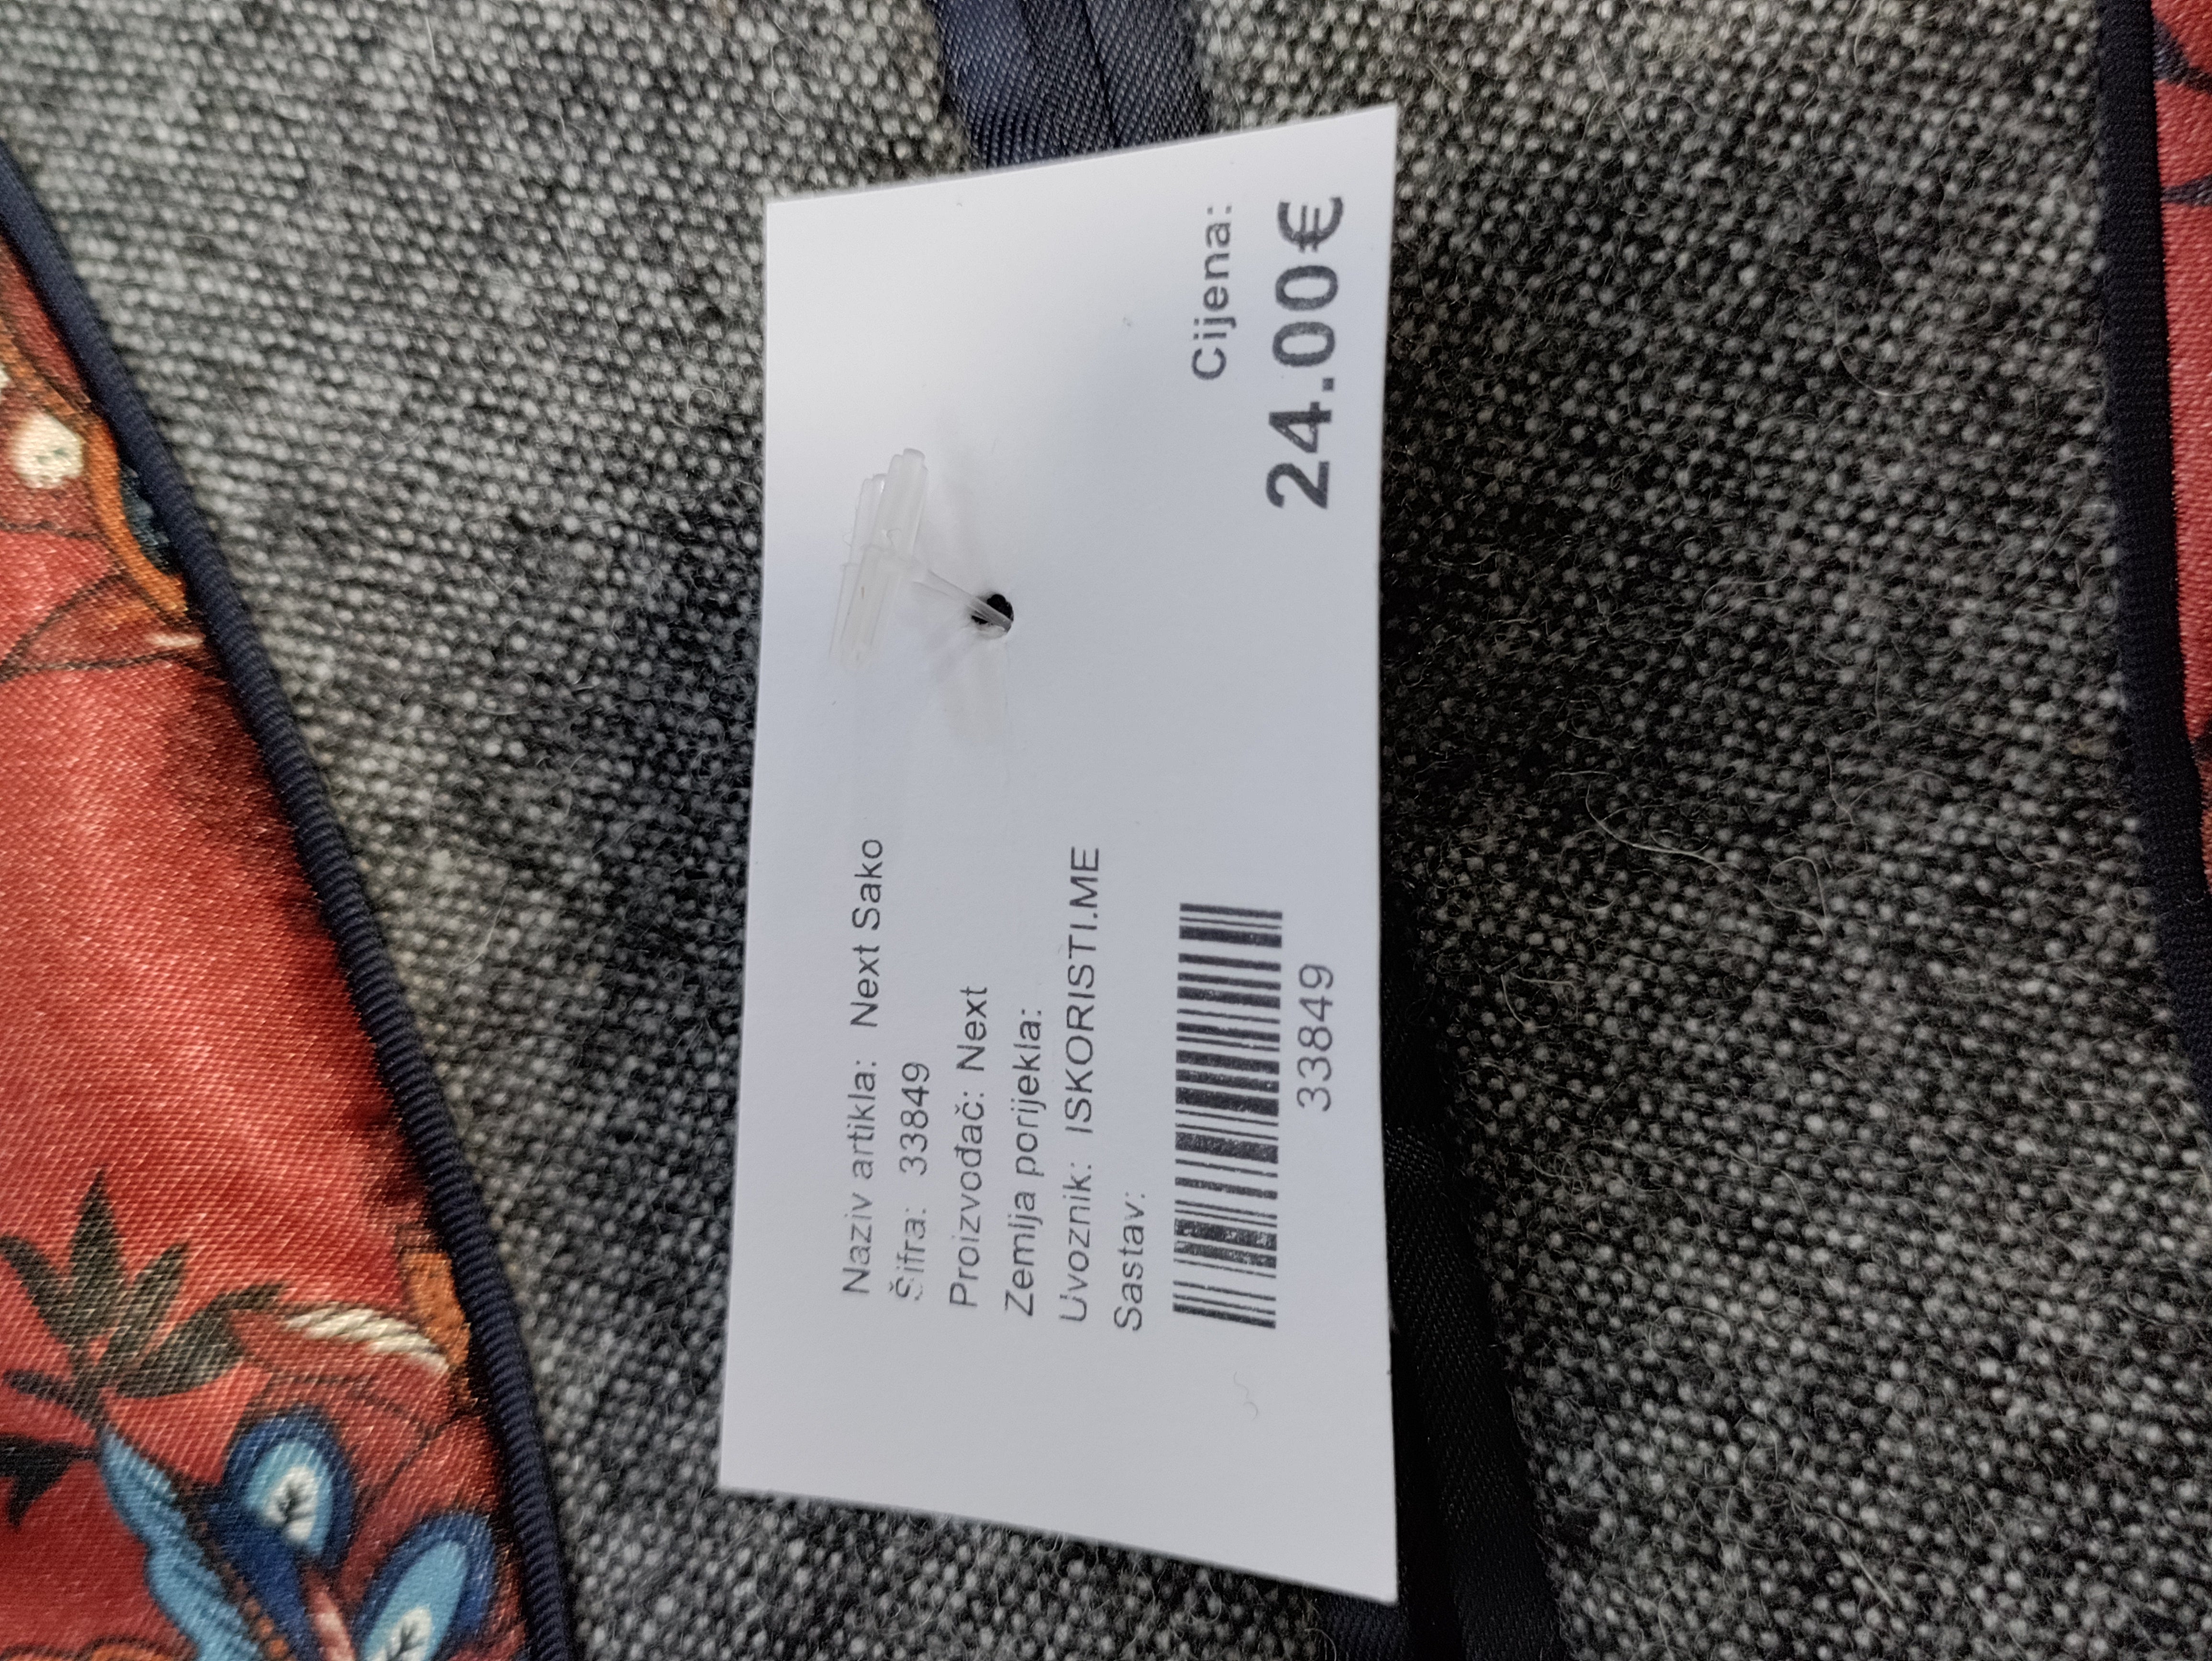 Naziv artikla: Next Sako
Šifra: 33849
Proizvođač: Next
Zemlja porijekla:
Uvoznik: ISKORISTI.ME
Sastav:
33849
Cijena:
24.00€